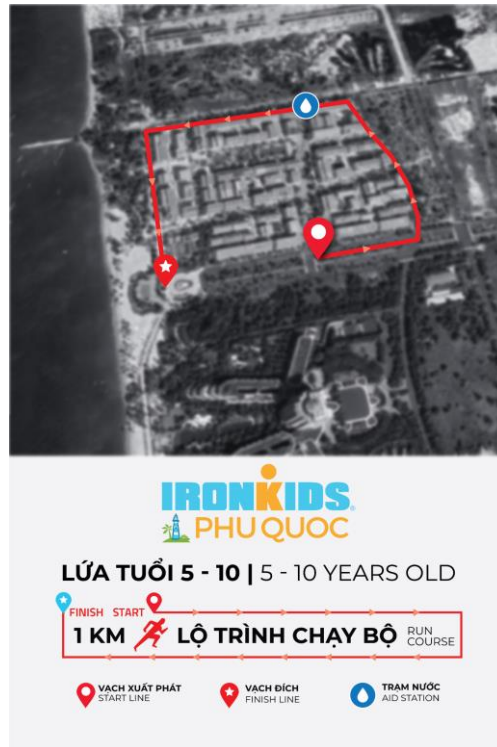 IRONKIDS®
PHU QUOC
LỨA TUỔI 5 - 10 | 5 - 10 YEARS OLD
FINISH START
1 KM LỘ TRÌNH CHẠY BỘ RUN COURSE
VẠCH XUẤT PHÁT
START LINE
VẠCH ĐÍCH
FINISH LINE
TRẠM NƯỚC
AID STATION